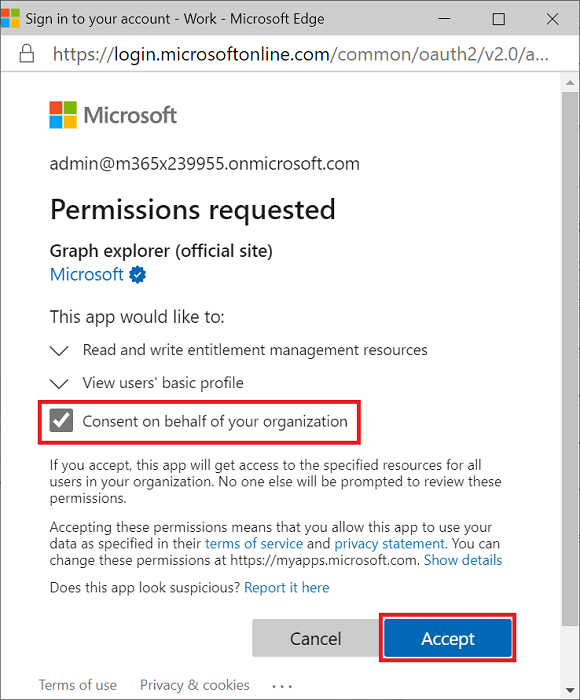 Sign in to your account - Work - Microsoft Edge
https://login.microsoftonline.com/common/oauth2/v2.0/a...
Microsoft
admin@m365x239955.onmicrosoft.com
Permissions requested
Graph explorer (official site)
Microsoft
This app would like to:
Read and write entitlement management resources
View users' basic profile
Consent on behalf of your organization
If you accept, this app will get access to the specified resources for all
users in your organization. No one else will be prompted to review these
permissions.
Accepting these permissions means that you allow this app to use your
data as specified in their terms of service and privacy statement. You can
change these permissions at https://myapps.microsoft.com. Show details
Does this app look suspicious? Report it here
Cancel Accept
Terms of use Privacy & cookies ...